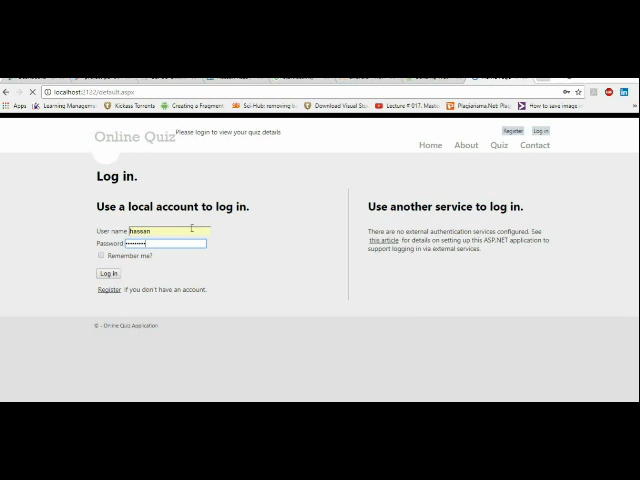 localhost:2132/default.aspx
Apps Learning Managem Kickass Torrents Creating a Fragment Sci-Hub: removing b Download Visual Stu Lecture # 017. Mast Plagiarisma.Net: Plag How to save image
Online Quiz Please login to view your quiz details
Register Log in
Home About Quiz Contact
Log in.
Use a local account to log in.
User name hassan
Password
Remember me?
Log in
Register if you don't have an account.
Use another service to log in.
There are no external authentication services configured. See
this article for details on setting up this ASP.NET application to
support logging in via external services.
© - Online Quiz Application